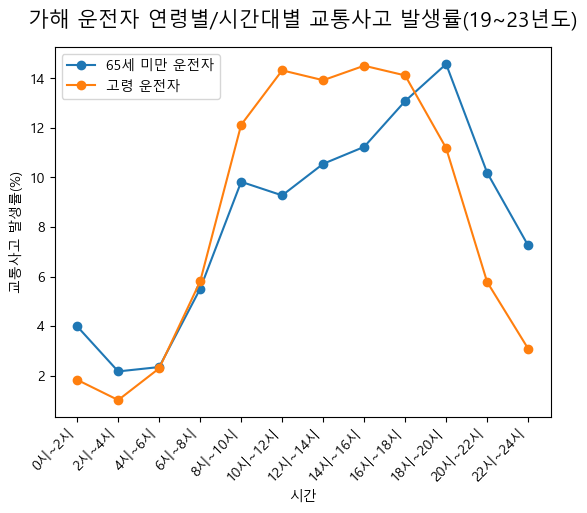 가해 운전자 연령별/시간대별 교통사고 발생률(19~23년도)
65세 미만 운전자
고령 운전자
교통사고 발생률(%)
14
12
10
8
6
4
2
0시~2시
2시~4시
4시~6시
6시~8시
8시~10시
10시~12시
12시~14시
14시~16시
16시~18시
18시~20시
20시~22시
22시~24시
시간